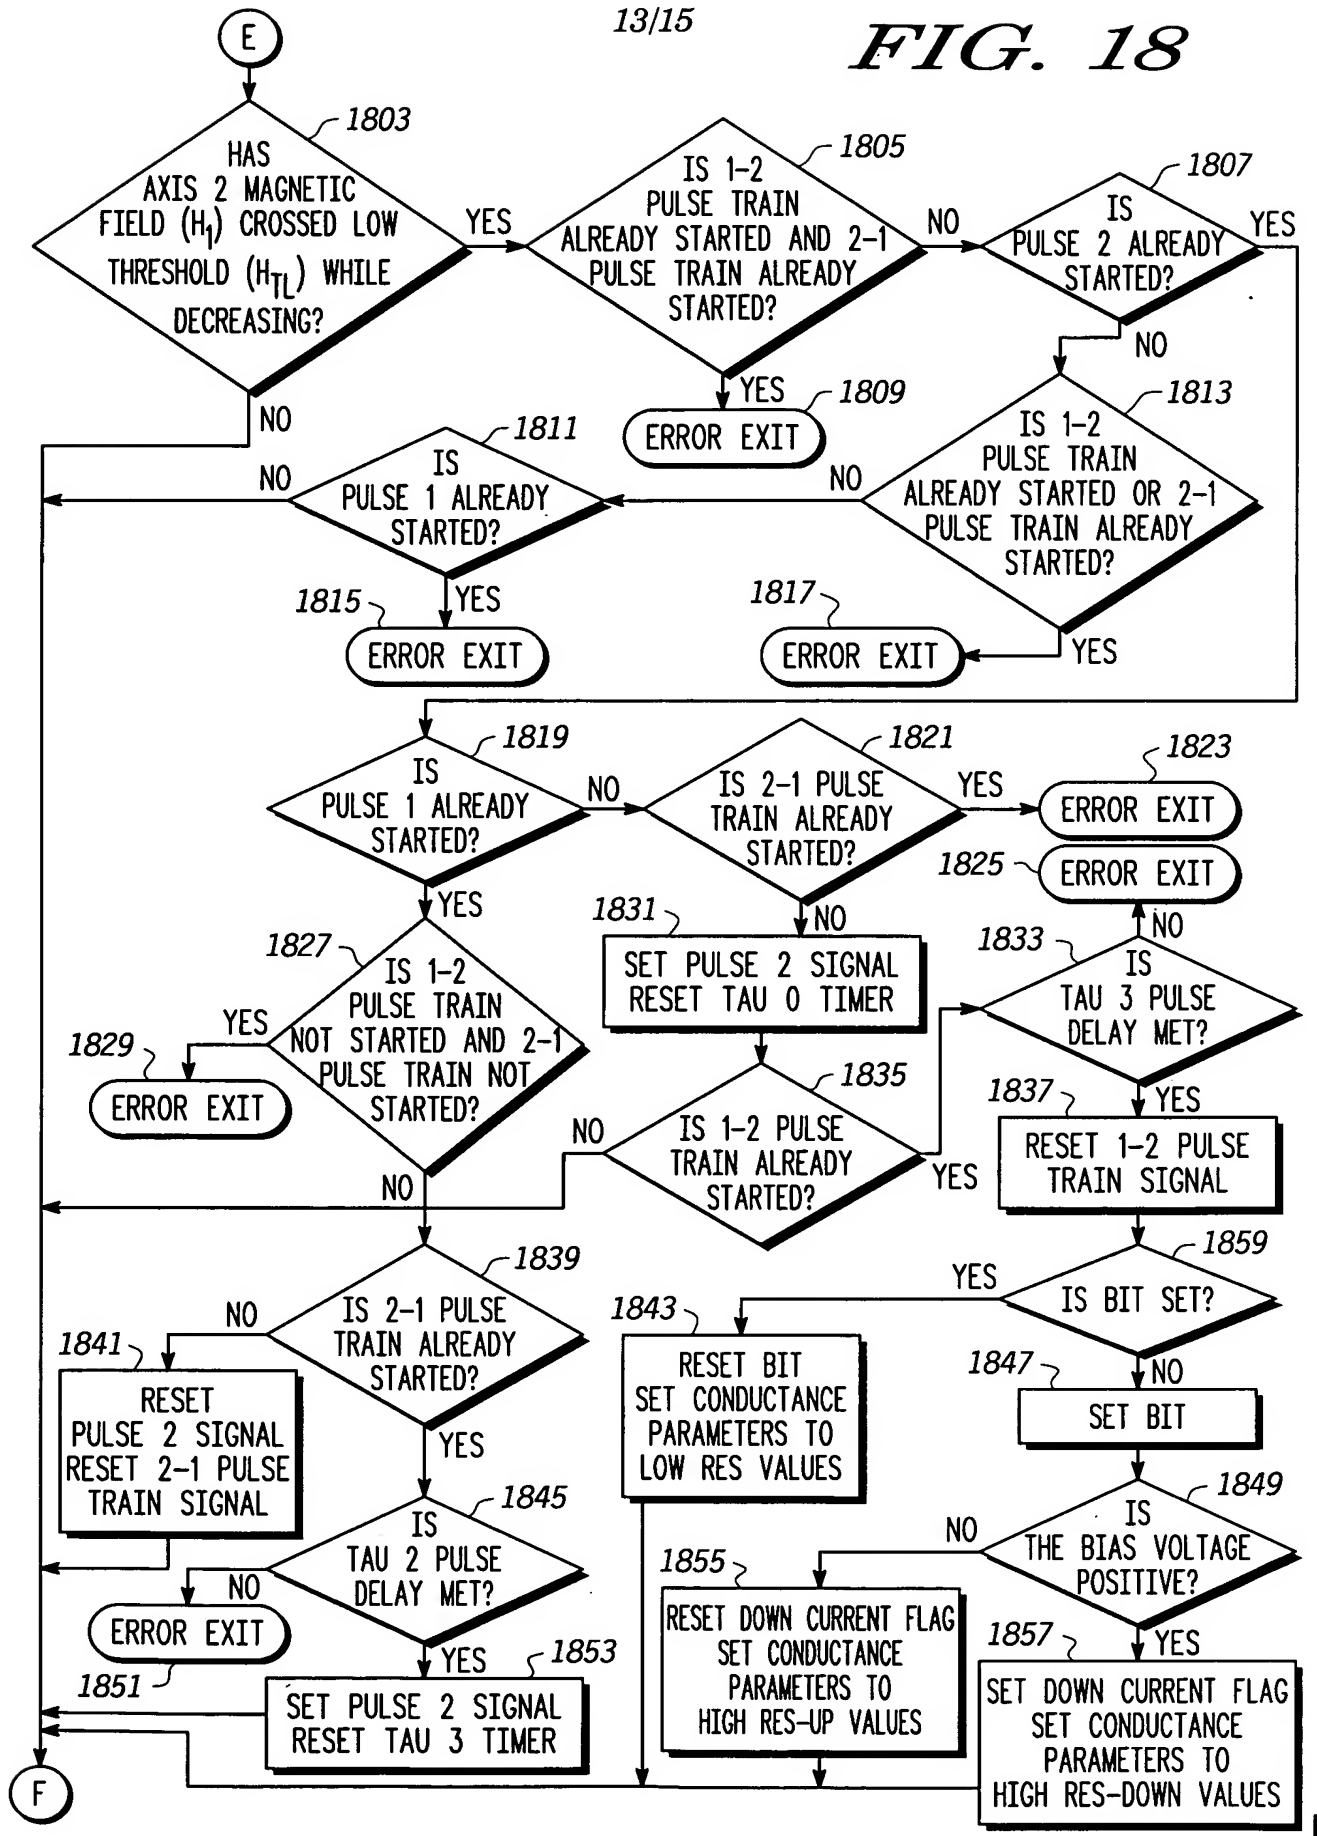 13/15
FIG. 18
E
1803
HAS
AXIS 2 MAGNETIC
FIELD (H1) CROSSED LOW
THRESHOLD (HTL) WHILE
DECREASING?
YES
NO
1805
IS 1-2
PULSE TRAIN
ALREADY STARTED AND 2-1
PULSE TRAIN ALREADY
STARTED?
NO
YES
1807
IS
PULSE 2 ALREADY
STARTED?
YES
NO
1809
ERROR EXIT
1811
IS
PULSE 1 ALREADY
STARTED?
NO
YES
1813
IS 1-2
PULSE TRAIN
ALREADY STARTED OR 2-1
PULSE TRAIN ALREADY
STARTED?
NO
YES
1815
ERROR EXIT
1817
ERROR EXIT
1819
IS
PULSE 1 ALREADY
STARTED?
NO
YES
1821
IS 2-1 PULSE
TRAIN ALREADY
STARTED?
YES
NO
1823
ERROR EXIT
1825
ERROR EXIT
1827
IS 1-2
PULSE TRAIN
NOT STARTED AND 2-1
PULSE TRAIN NOT
STARTED?
YES
NO
1829
ERROR EXIT
1831
SET PULSE 2 SIGNAL
RESET TAU 0 TIMER
1833
NO
IS
TAU 3 PULSE
DELAY MET?
YES
1835
IS 1-2 PULSE
TRAIN ALREADY
STARTED?
NO
YES
1837
RESET 1-2 PULSE
TRAIN SIGNAL
1839
IS 2-1 PULSE
TRAIN ALREADY
STARTED?
NO
YES
1859
IS BIT SET?
YES
NO
1841
RESET
PULSE 2 SIGNAL
RESET 2-1 PULSE
TRAIN SIGNAL
1843
RESET BIT
SET CONDUCTANCE
PARAMETERS TO
LOW RES VALUES
1847
SET BIT
1845
IS
TAU 2 PULSE
DELAY MET?
NO
YES
1849
IS
THE BIAS VOLTAGE
POSITIVE?
NO
YES
1851
ERROR EXIT
1853
SET PULSE 2 SIGNAL
RESET TAU 3 TIMER
1855
RESET DOWN CURRENT FLAG
SET CONDUCTANCE
PARAMETERS TO
HIGH RES-UP VALUES
1857
SET DOWN CURRENT FLAG
SET CONDUCTANCE
PARAMETERS TO
HIGH RES-DOWN VALUES
F